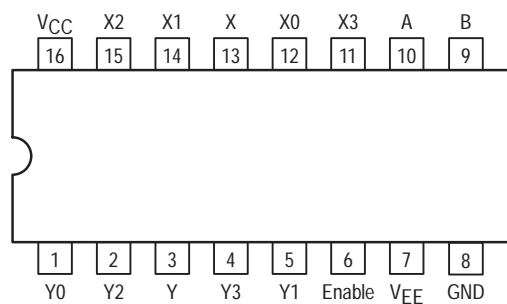 VCC X2 X1 X X0 X3 A B
16 15 14 13 12 11 10 9
1 2 3 4 5 6 7 8
Y0 Y2 Y Y3 Y1 Enable VEE GND